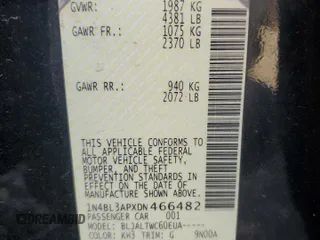 GVWR: 1987 KG
4381 LB
GAWR FR.: 1075 KG
2370 LB
GAWR RR.: 940 KG
2072 LB
THIS VEHICLE CONFORMS TO
ALL APPLICABLE FEDERAL
MOTOR VEHICLE SAFETY,
BUMPER, AND THEFT
PREVENTION STANDARDS
IN EFFECT ON THE DATE OF
MANUFACTURE SHOWN ABOVE.
1N4BL3APXDN466482
PASSENGER CAR 001
MODEL: BLJALTWC60EUA-----
COLOR: KH3 TRIM: G 9N00A
IDREAMOID